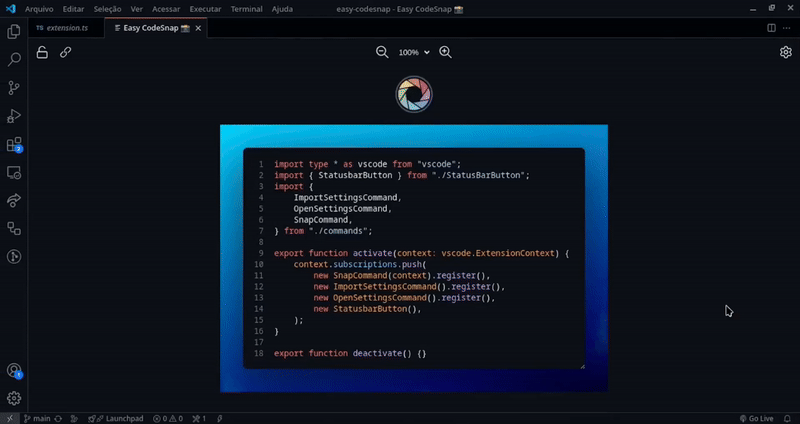 Arquivo Editar Seleção Ver Acessar Executar Terminal Ajuda easy-codesnap - Easy CodeSnap 📸
TS extension.ts Easy CodeSnap 📸
100%
1 import type * as vscode from "vscode";
2 import { StatusbarButton } from "./StatusBarButton";
3 import {
4 ImportSettingsCommand,
5 OpenSettingsCommand,
6 SnapCommand,
7 } from "./commands";
8
9 export function activate(context: vscode.ExtensionContext) {
10 context.subscriptions.push(
11 new SnapCommand(context).register(),
12 new ImportSettingsCommand().register(),
13 new OpenSettingsCommand().register(),
14 new StatusbarButton(),
15 );
16 }
17
18 export function deactivate() {}
2
1
main Launchpad 0 0 1 Go Live